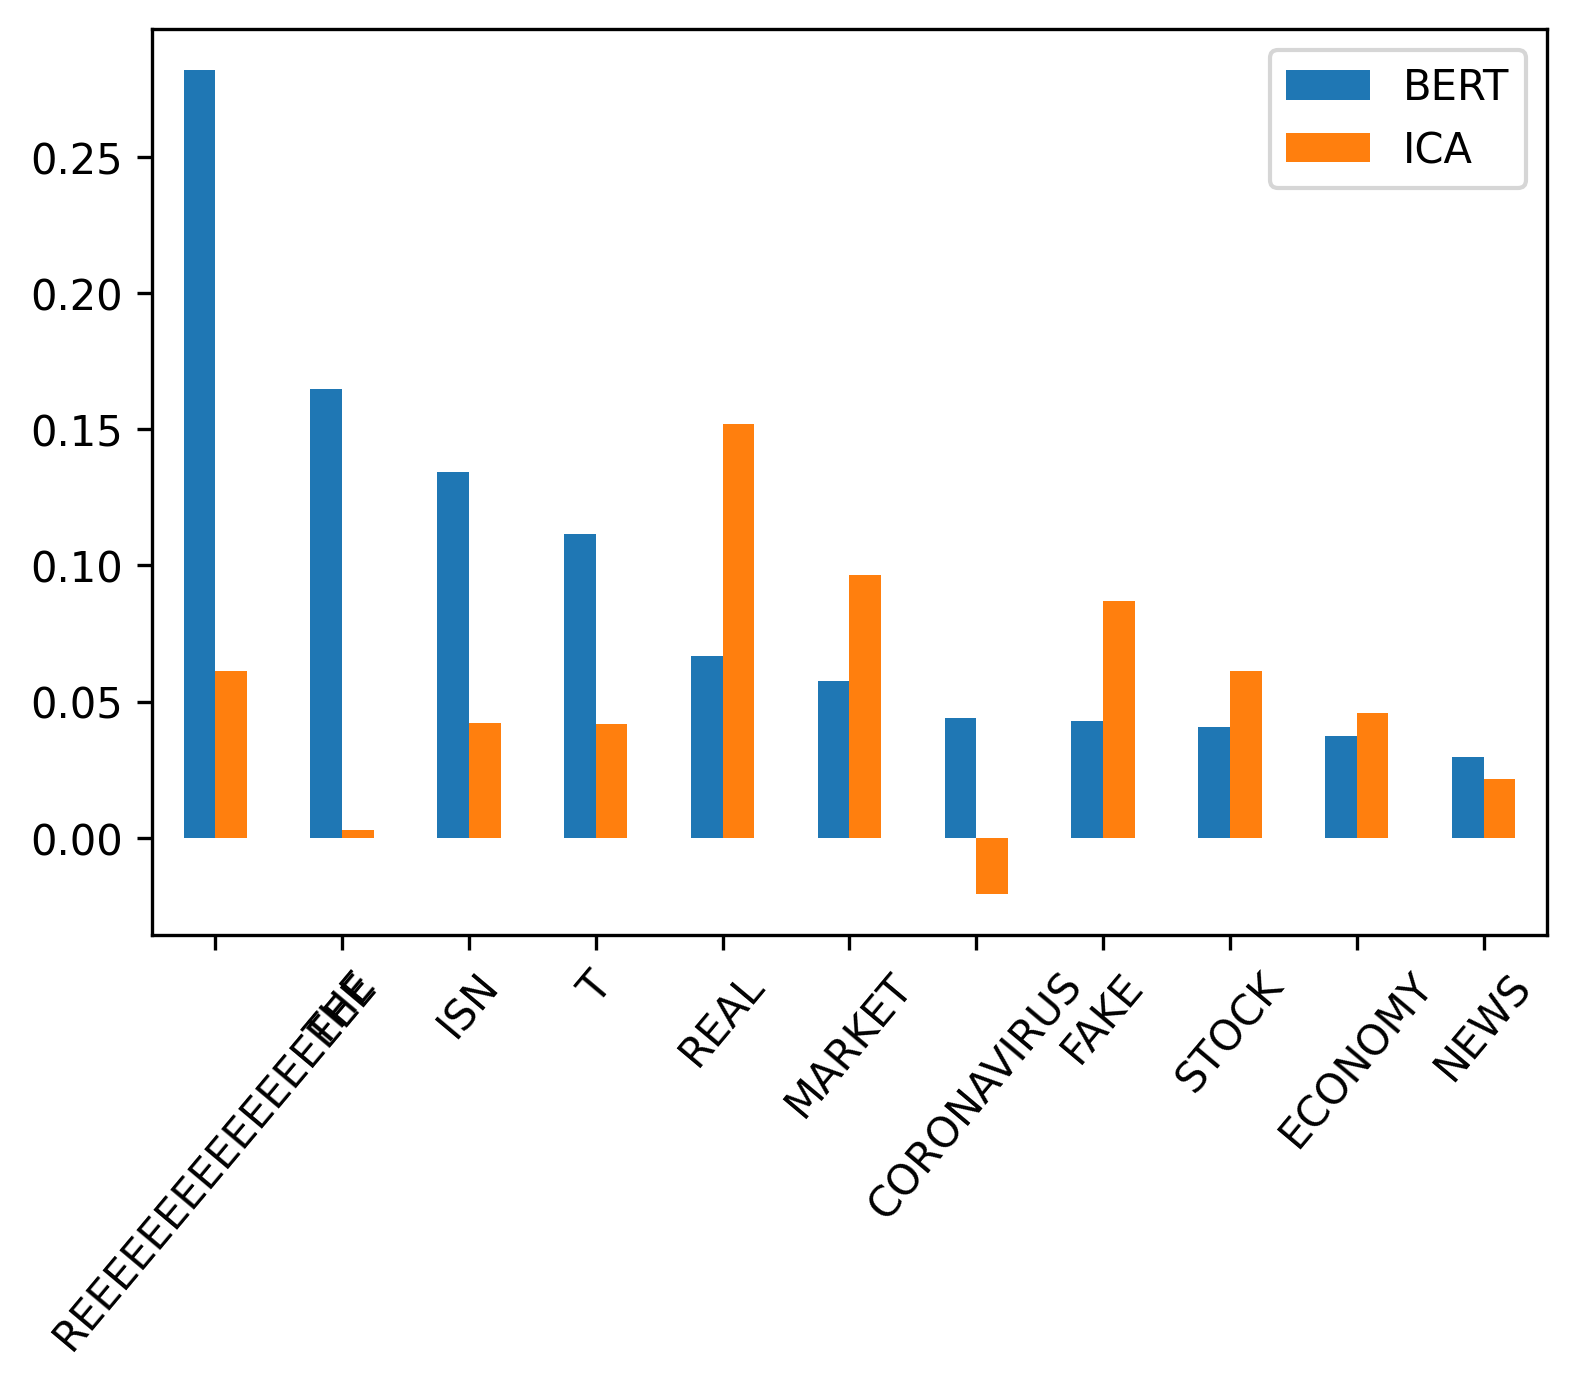 BERT
ICA
0.25
0.20
0.15
0.10
0.05
0.00
THE
ISN
T
REAL
MARKET
CORONAVIRUS
FAKE
STOCK
ECONOMY
NEWS